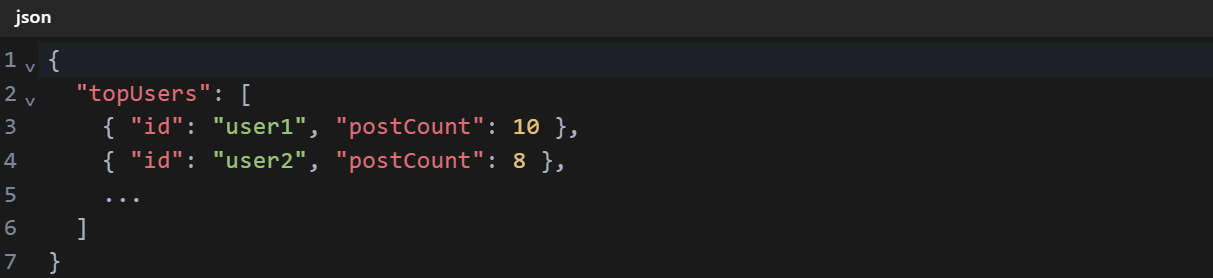 json
1 {
2 "topUsers": [
3 { "id": "user1", "postCount": 10 },
4 { "id": "user2", "postCount": 8 },
5 ...
6 ]
7 }